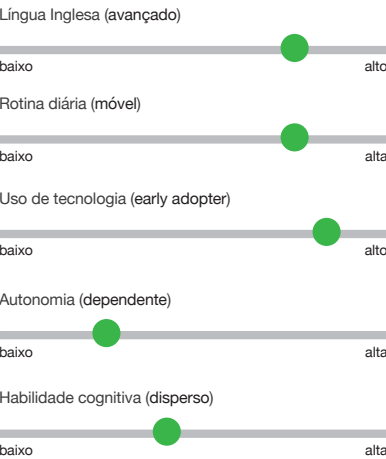 Língua Inglesa (avançado)
baixo alto
Rotina diária (móvel)
baixo alta
Uso de tecnologia (early adopter)
baixo alto
Autonomia (dependente)
baixo alta
Habilidade cognitiva (disperso)
baixo alta